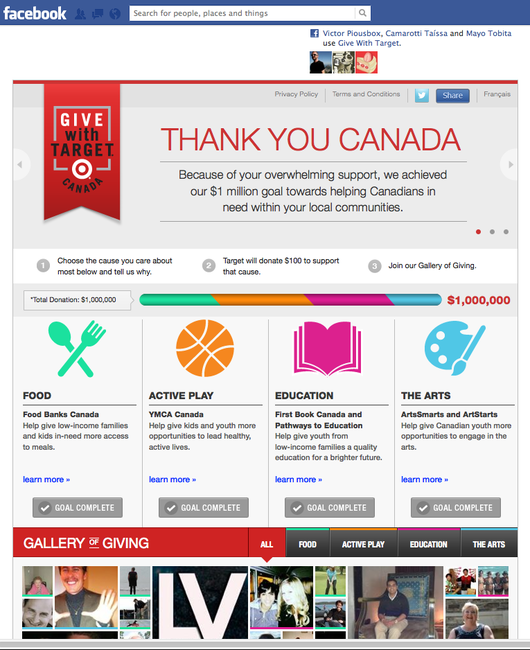 facebook
Search for people, places and things
Victor Piousbox, Camarotti Taíssa and Mayo Tobita
use Give With Target.
Privacy Policy
Terms and Conditions
Share
Français
GIVE
with
TARGET
CANADA
THANK YOU CANADA
Because of your overwhelming support, we achieved
our $1 million goal towards helping Canadians in
need within your local communities.
1 Choose the cause you care about
most below and tell us why.
2 Target will donate $100 to support
that cause.
3 Join our Gallery of Giving.
*Total Donation: $1,000,000
$1,000,000
FOOD
Food Banks Canada
Help give low-income families
and kids in-need more access
to meals.
learn more »
GOAL COMPLETE
ACTIVE PLAY
YMCA Canada
Help give kids and youth more
opportunities to lead healthy,
active lives.
learn more »
GOAL COMPLETE
EDUCATION
First Book Canada and
Pathways to Education
Help give youth from
low-income families a quality
education for a brighter future.
learn more »
GOAL COMPLETE
THE ARTS
ArtsSmarts and ArtStarts
Help give Canadian youth more
opportunities to engage in the
arts.
learn more »
GOAL COMPLETE
GALLERY OF GIVING
ALL
FOOD
ACTIVE PLAY
EDUCATION
THE ARTS
LV